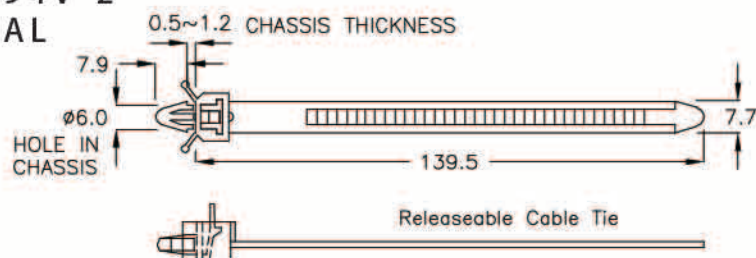 AL
0.5~1.2 CHASSIS THICKNESS
7.9
ø6.0
HOLE IN
CHASSIS
7.7
139.5
Releaseable Cable Tie